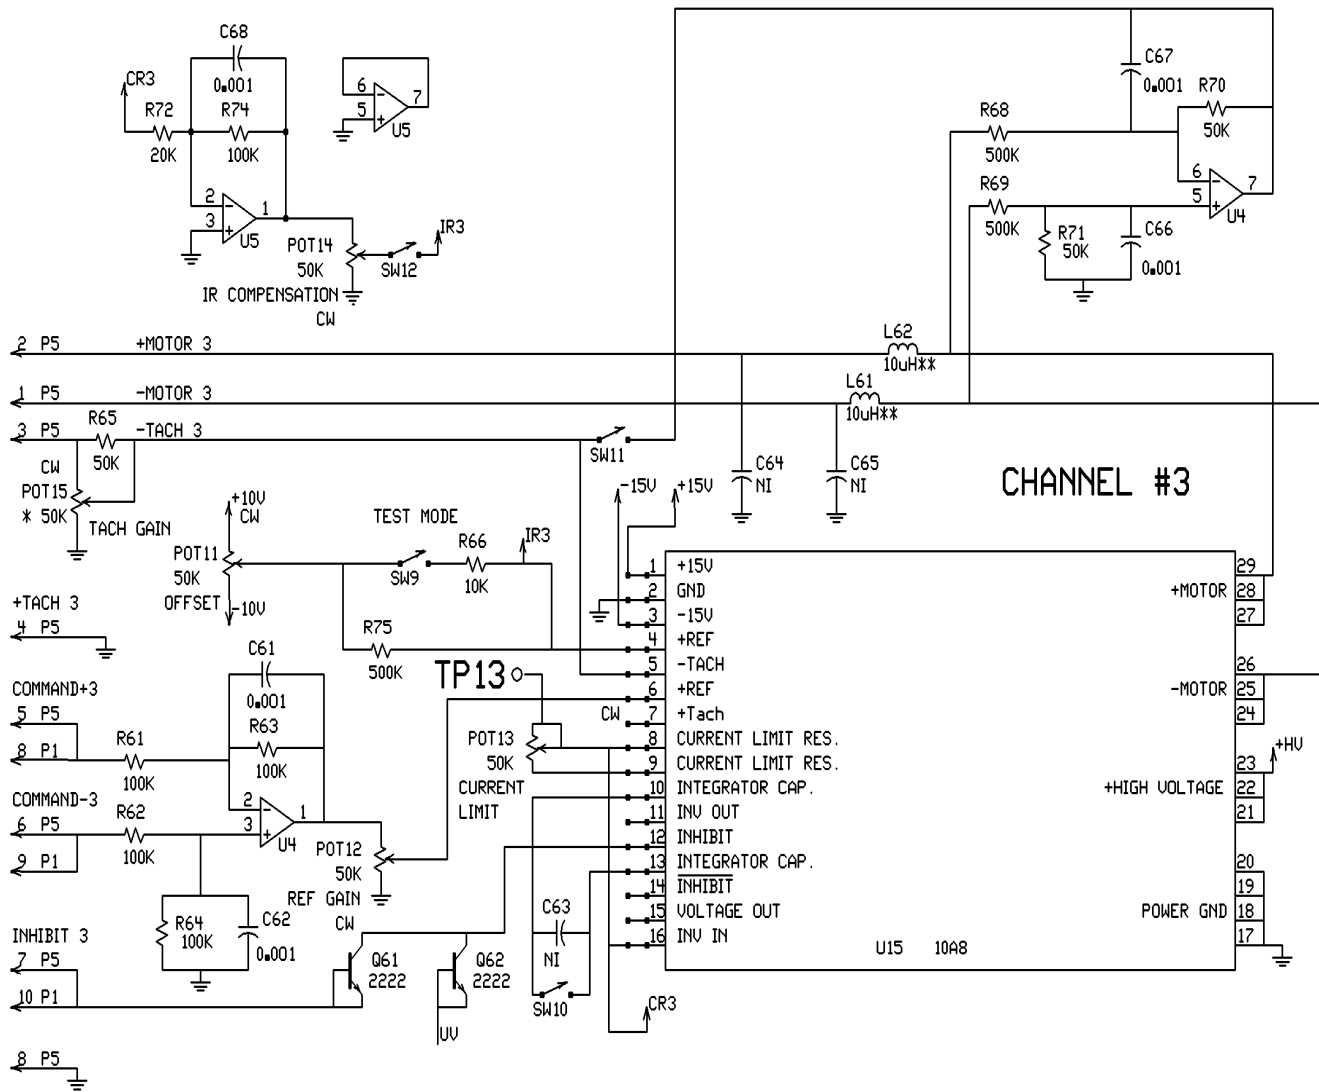 C68
CR3
0.001
R72
R74
20K
100K
2
3
1
U5
6
5
7
U5
POT14
50K
SW12
IR3
IR COMPENSATION
CW
C67
0.001
R70
50K
R68
500K
R69
500K
6
5
7
U4
R71
50K
C66
0.001
2 P5 +MOTOR 3
L62
10uH**
1 P5 -MOTOR 3
L61
10uH**
R65
3 P5 -TACH 3
50K
SW11
CW
POT15
* 50K
TACH GAIN
C64
NI
C65
NI
CHANNEL #3
+10V
CW
TEST MODE
-15V
+15V
POT11
50K
OFFSET
-10V
SW9
R66
10K
IR3
+TACH 3
4 P5
R75
500K
TP13
C61
0.001
COMMAND+3
5 P5
8 P1
R61
100K
R63
100K
COMMAND-3
6 P5
9 P1
R62
100K
2
3
1
U4
POT12
50K
REF GAIN
CW
CW
POT13
50K
CURRENT
LIMIT
R64
100K
C62
0.001
INHIBIT 3
7 P5
10 P1
8 P5
Q61
2222
Q62
2222
UV
C63
NI
SW10
CR3
1 +15V
2 GND
3 -15V
4 +REF
5 -TACH
6 +REF
7 +Tach
8 CURRENT LIMIT RES.
9 CURRENT LIMIT RES.
10 INTEGRATOR CAP.
11 INV OUT
12 INHIBIT
13 INTEGRATOR CAP.
14 INHIBIT
15 VOLTAGE OUT
16 INV IN
U15 10A8
29
+MOTOR 28
27
26
-MOTOR 25
24
+HV
23
+HIGH VOLTAGE 22
21
20
19
POWER GND 18
17